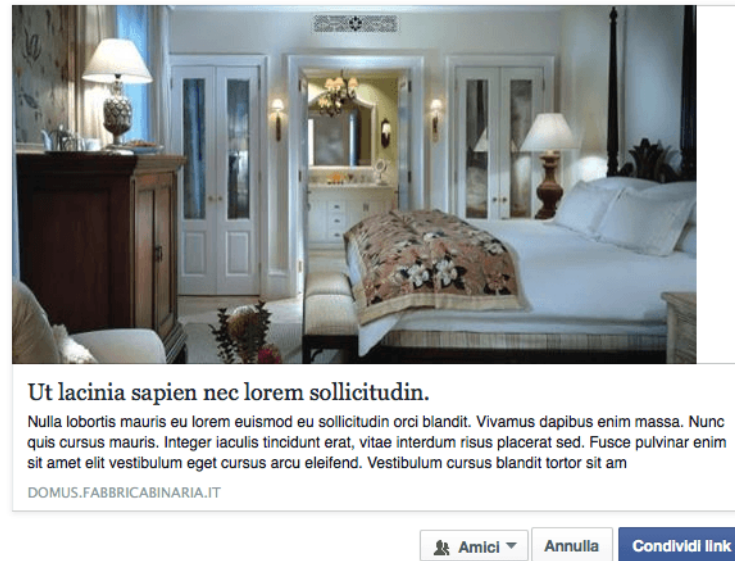 Ut lacinia sapien nec lorem sollicitudin.
Nulla lobortis mauris eu lorem euismod eu sollicitudin orci blandit. Vivamus dapibus enim massa. Nunc
quis cursus mauris. Integer iaculis tincidunt erat, vitae interdum risus placerat sed. Fusce pulvinar enim
sit amet elit vestibulum eget cursus arcu eleifend. Vestibulum cursus blandit tortor sit am
DOMUS.FABBRICABINARIA.IT
Amici Annulla Condividi link